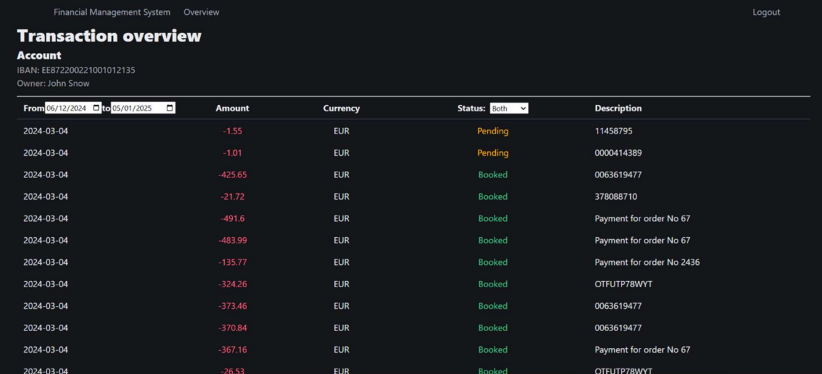 Financial Management System Overview Logout
Transaction overview
Account
IBAN: EE872200221001012135
Owner: John Snow
From 06/12/2024 to 05/01/2025 Amount Currency Status: Both Description
2024-03-04 -1.55 EUR Pending 11458795
2024-03-04 -1.01 EUR Pending 0000414389
2024-03-04 -425.65 EUR Booked 0063619477
2024-03-04 -21.72 EUR Booked 378088710
2024-03-04 -491.6 EUR Booked Payment for order No 67
2024-03-04 -483.99 EUR Booked Payment for order No 67
2024-03-04 -135.77 EUR Booked Payment for order No 2436
2024-03-04 -324.26 EUR Booked OTFUTP78WYT
2024-03-04 -373.46 EUR Booked 0063619477
2024-03-04 -370.84 EUR Booked 0063619477
2024-03-04 -367.16 EUR Booked Payment for order No 67
2024-03-04 -26.53 EUR Booked OTFUTP78WYT